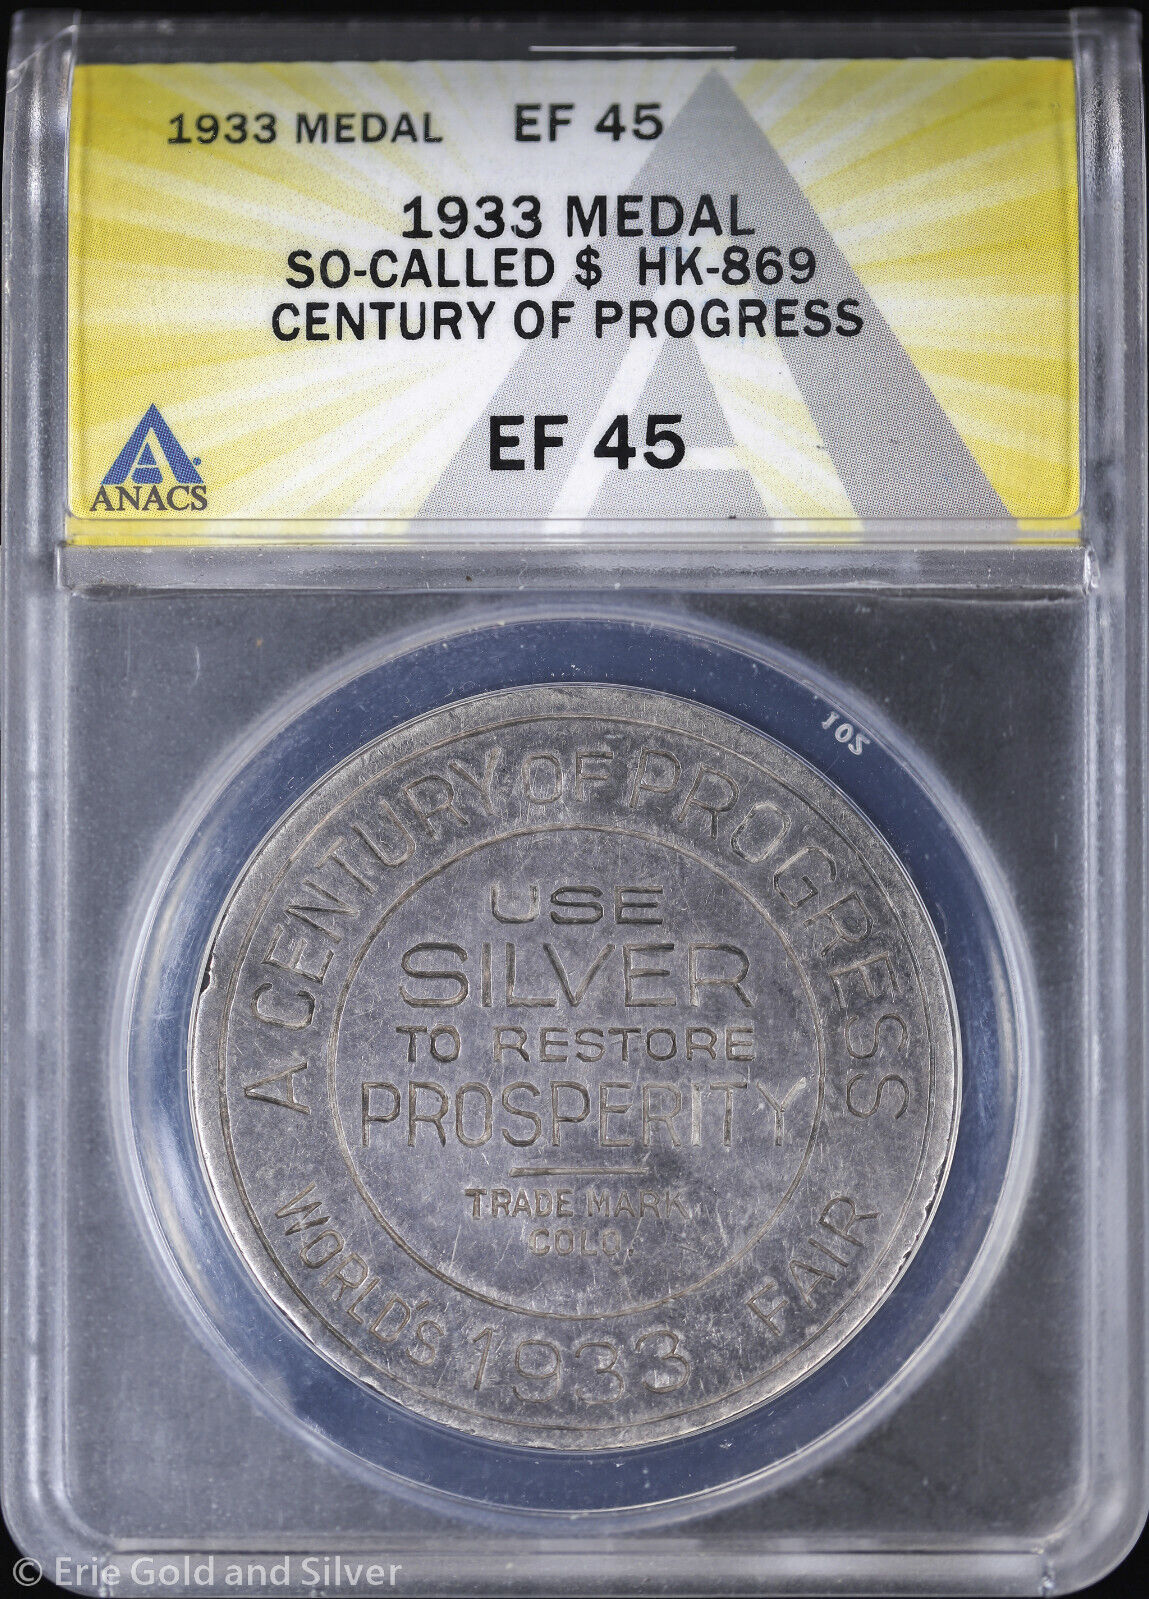 1933 MEDAL EF 45
1933 MEDAL
SO-CALLED $ HK-869
CENTURY OF PROGRESS
EF 45
ANACS
105
A CENTURY OF PROGRESS
USE
SILVER
TO RESTORE
PROSPERITY
TRADE MARK
COLO.
WORLD'S 1933 FAIR
© Erie Gold and Silver